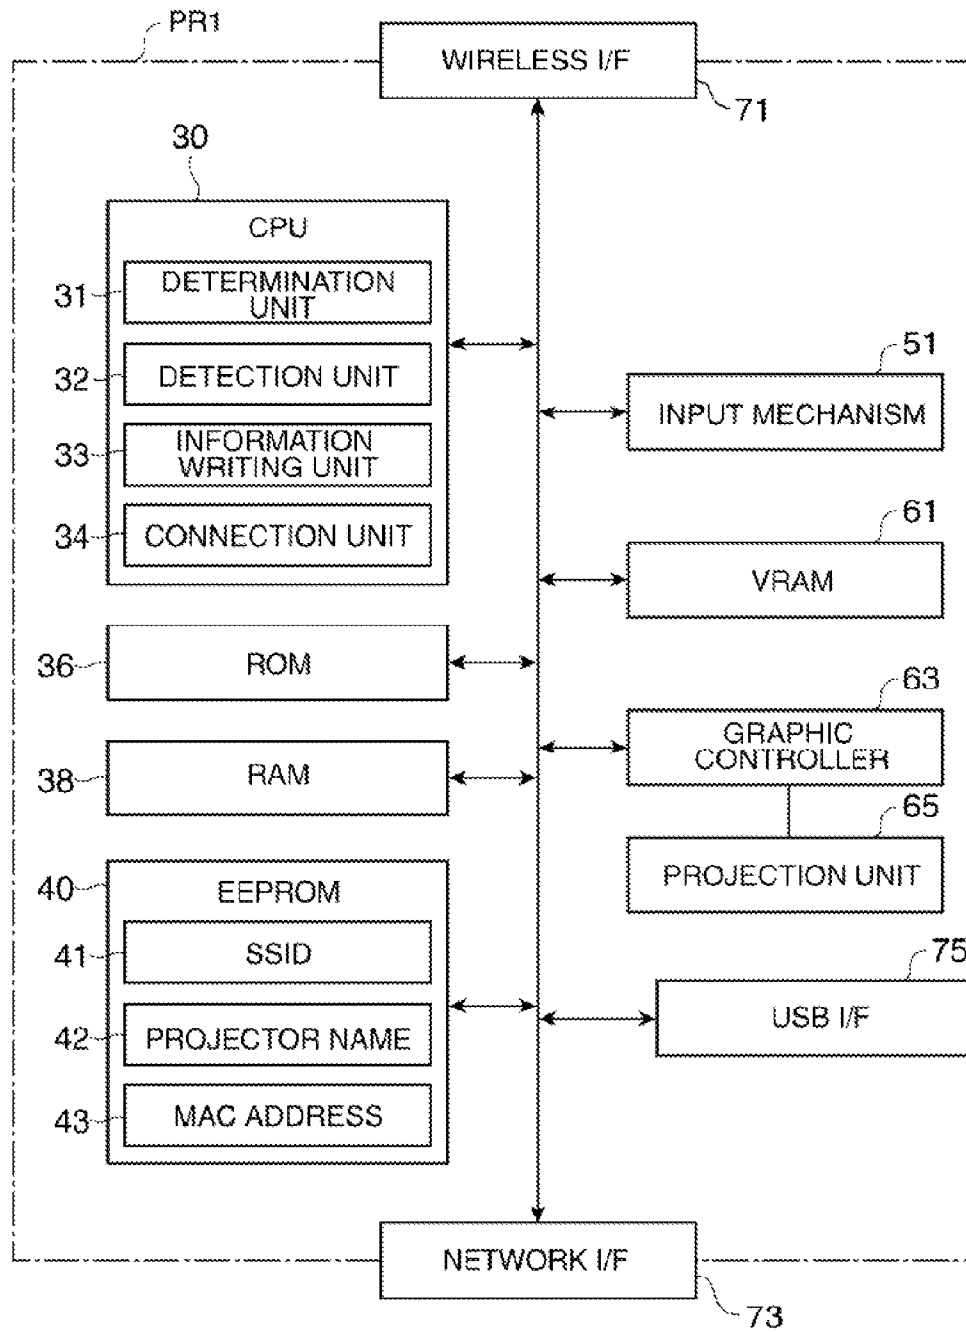 PR1
WIRELESS I/F
71
30
CPU
31
DETERMINATION
UNIT
32
DETECTION UNIT
33
INFORMATION
WRITING UNIT
34
CONNECTION UNIT
51
INPUT MECHANISM
61
VRAM
36
ROM
63
GRAPHIC
CONTROLLER
38
RAM
65
PROJECTION UNIT
40
EEPROM
41
SSID
42
PROJECTOR NAME
43
MAC ADDRESS
75
USB I/F
NETWORK I/F
73